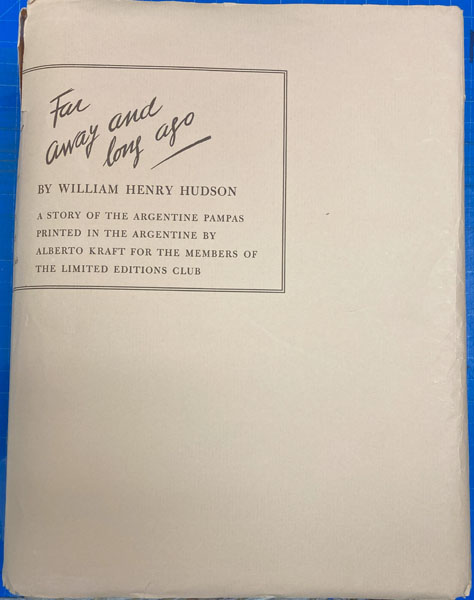 Far
away and
long ago
BY WILLIAM HENRY HUDSON
A STORY OF THE ARGENTINE PAMPAS
PRINTED IN THE ARGENTINE BY
ALBERTO KRAFT FOR THE MEMBERS OF
THE LIMITED EDITIONS CLUB